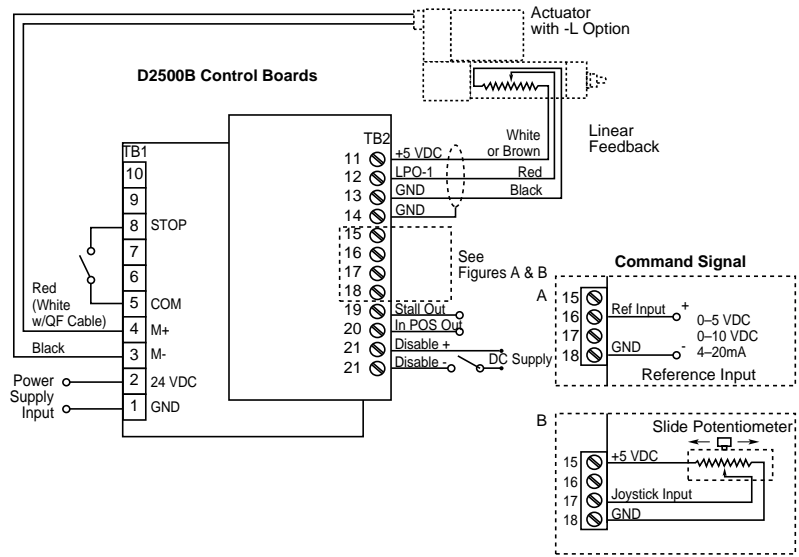 Actuator
with -L Option
D2500B Control Boards
Linear
Feedback
TB1
10
9
8 STOP
7
6
5 COM
4 M+
3 M-
2 24 VDC
1 GND
Red
(White
w/QF Cable)
Black
Power
Supply
Input
TB2
11 +5 VDC White
or Brown
12 LPO-1 Red
13 GND Black
14 GND
15
16
17
18
See
Figures A & B
19 Stall Out
20 In POS Out
21 Disable +
21 Disable -
DC Supply
Command Signal
A
15
16 Ref Input +
17
18 GND -
0–5 VDC
0–10 VDC
4–20mA
Reference Input
B
Slide Potentiometer
15 +5 VDC
16
17 Joystick Input
18 GND